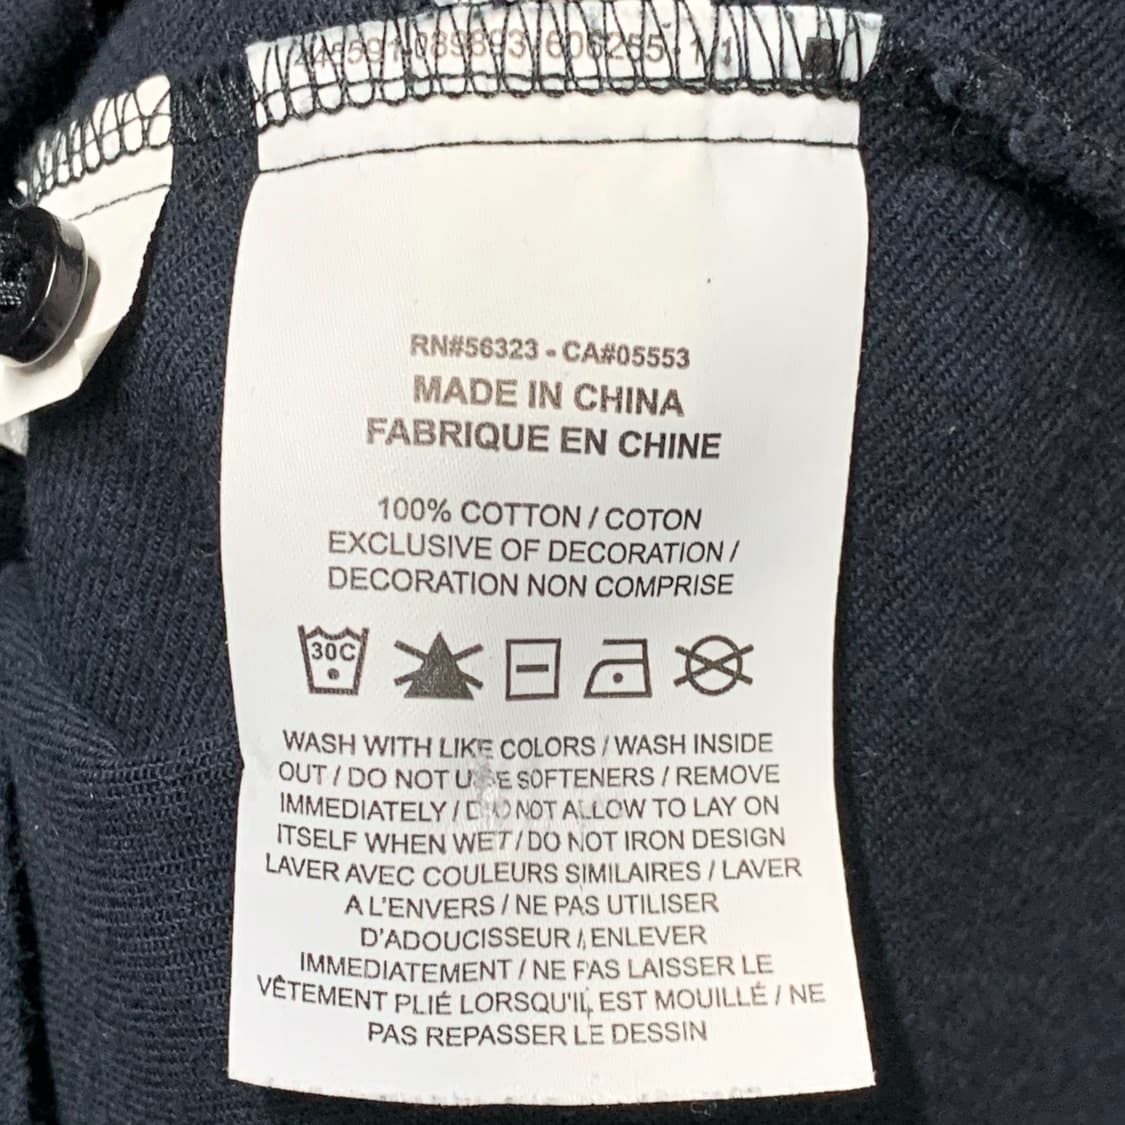 RN#56323 - CA#05553
MADE IN CHINA
FABRIQUE EN CHINE
100% COTTON / COTON
EXCLUSIVE OF DECORATION /
DECORATION NON COMPRISE
30C
WASH WITH LIKE COLORS / WASH INSIDE
OUT / DO NOT USE SOFTENERS / REMOVE
IMMEDIATELY / DO NOT ALLOW TO LAY ON
ITSELF WHEN WET / DO NOT IRON DESIGN
LAVER AVEC COULEURS SIMILAIRES / LAVER
A L'ENVERS / NE PAS UTILISER
D'ADOUCISSEUR / ENLEVER
IMMEDIATEMENT / NE PAS LAISSER LE
VÊTEMENT PLIÉ LORSQU'IL EST MOUILLÉ / NE
PAS REPASSER LE DESSIN